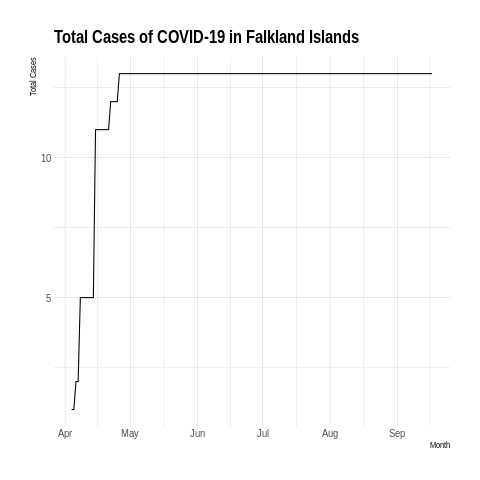 Total Cases of COVID-19 in Falkland Islands
Total Cases
10
5
Apr May Jun Jul Aug Sep
Month